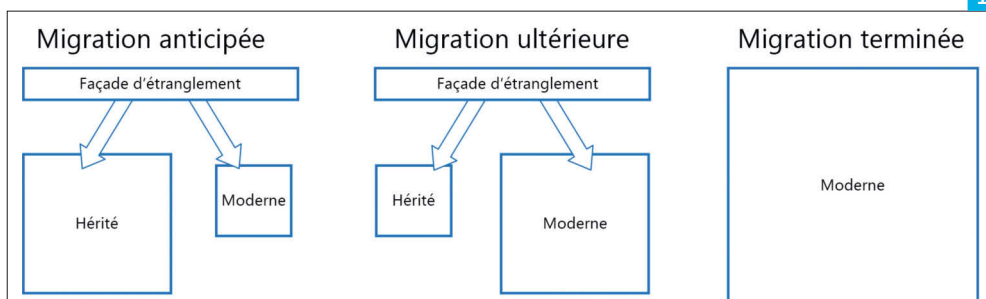 Migration anticipée
Façade d'étranglement
Hérité
Moderne
Migration ultérieure
Façade d'étranglement
Hérité
Moderne
Migration terminée
Moderne